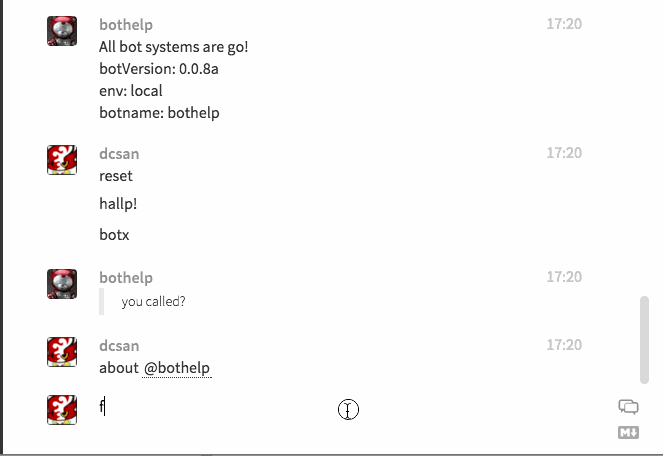 bothelp 17:20
All bot systems are go!
botVersion: 0.0.8a
env: local
botname: bothelp
dcsan 17:20
reset
hallp!
botx
bothelp 17:20
you called?
dcsan 17:20
about @bothelp
f
M↓